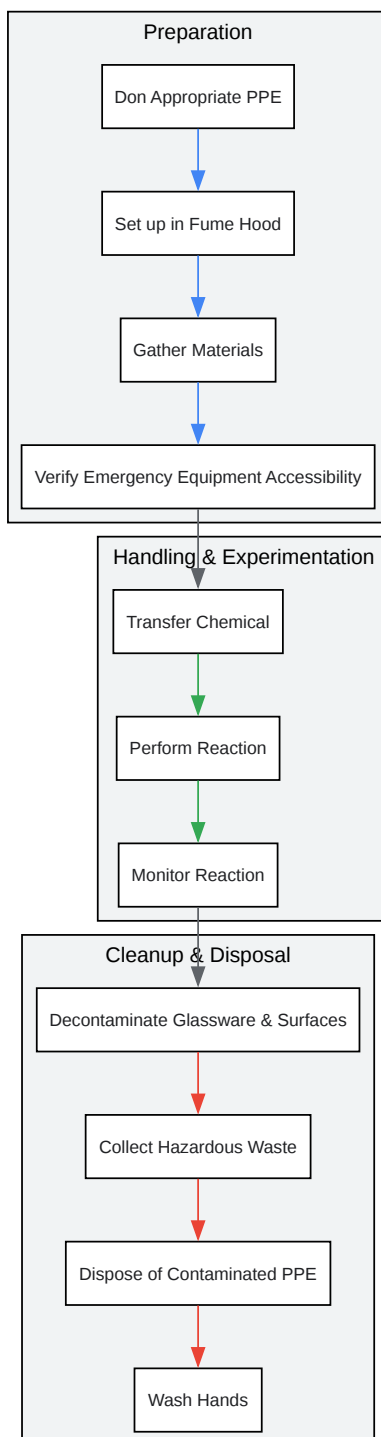 Preparation
Don Appropriate PPE
Set up in Fume Hood
Gather Materials
Verify Emergency Equipment Accessibility
Handling & Experimentation
Transfer Chemical
Perform Reaction
Monitor Reaction
Cleanup & Disposal
Decontaminate Glassware & Surfaces
Collect Hazardous Waste
Dispose of Contaminated PPE
Wash Hands